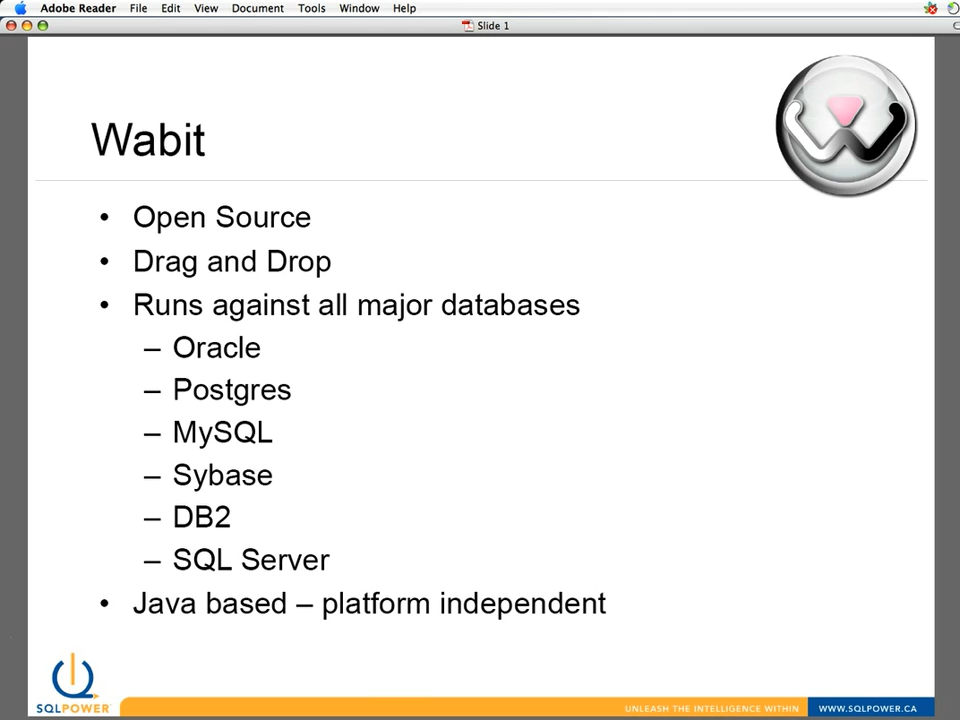 Adobe Reader File Edit View Document Tools Window Help
Slide 1
Wabit
• Open Source
• Drag and Drop
• Runs against all major databases
– Oracle
– Postgres
– MySQL
– Sybase
– DB2
– SQL Server
• Java based – platform independent
SQLPOWER
UNLEASH THE INTELLIGENCE WITHIN
WWW.SQLPOWER.CA